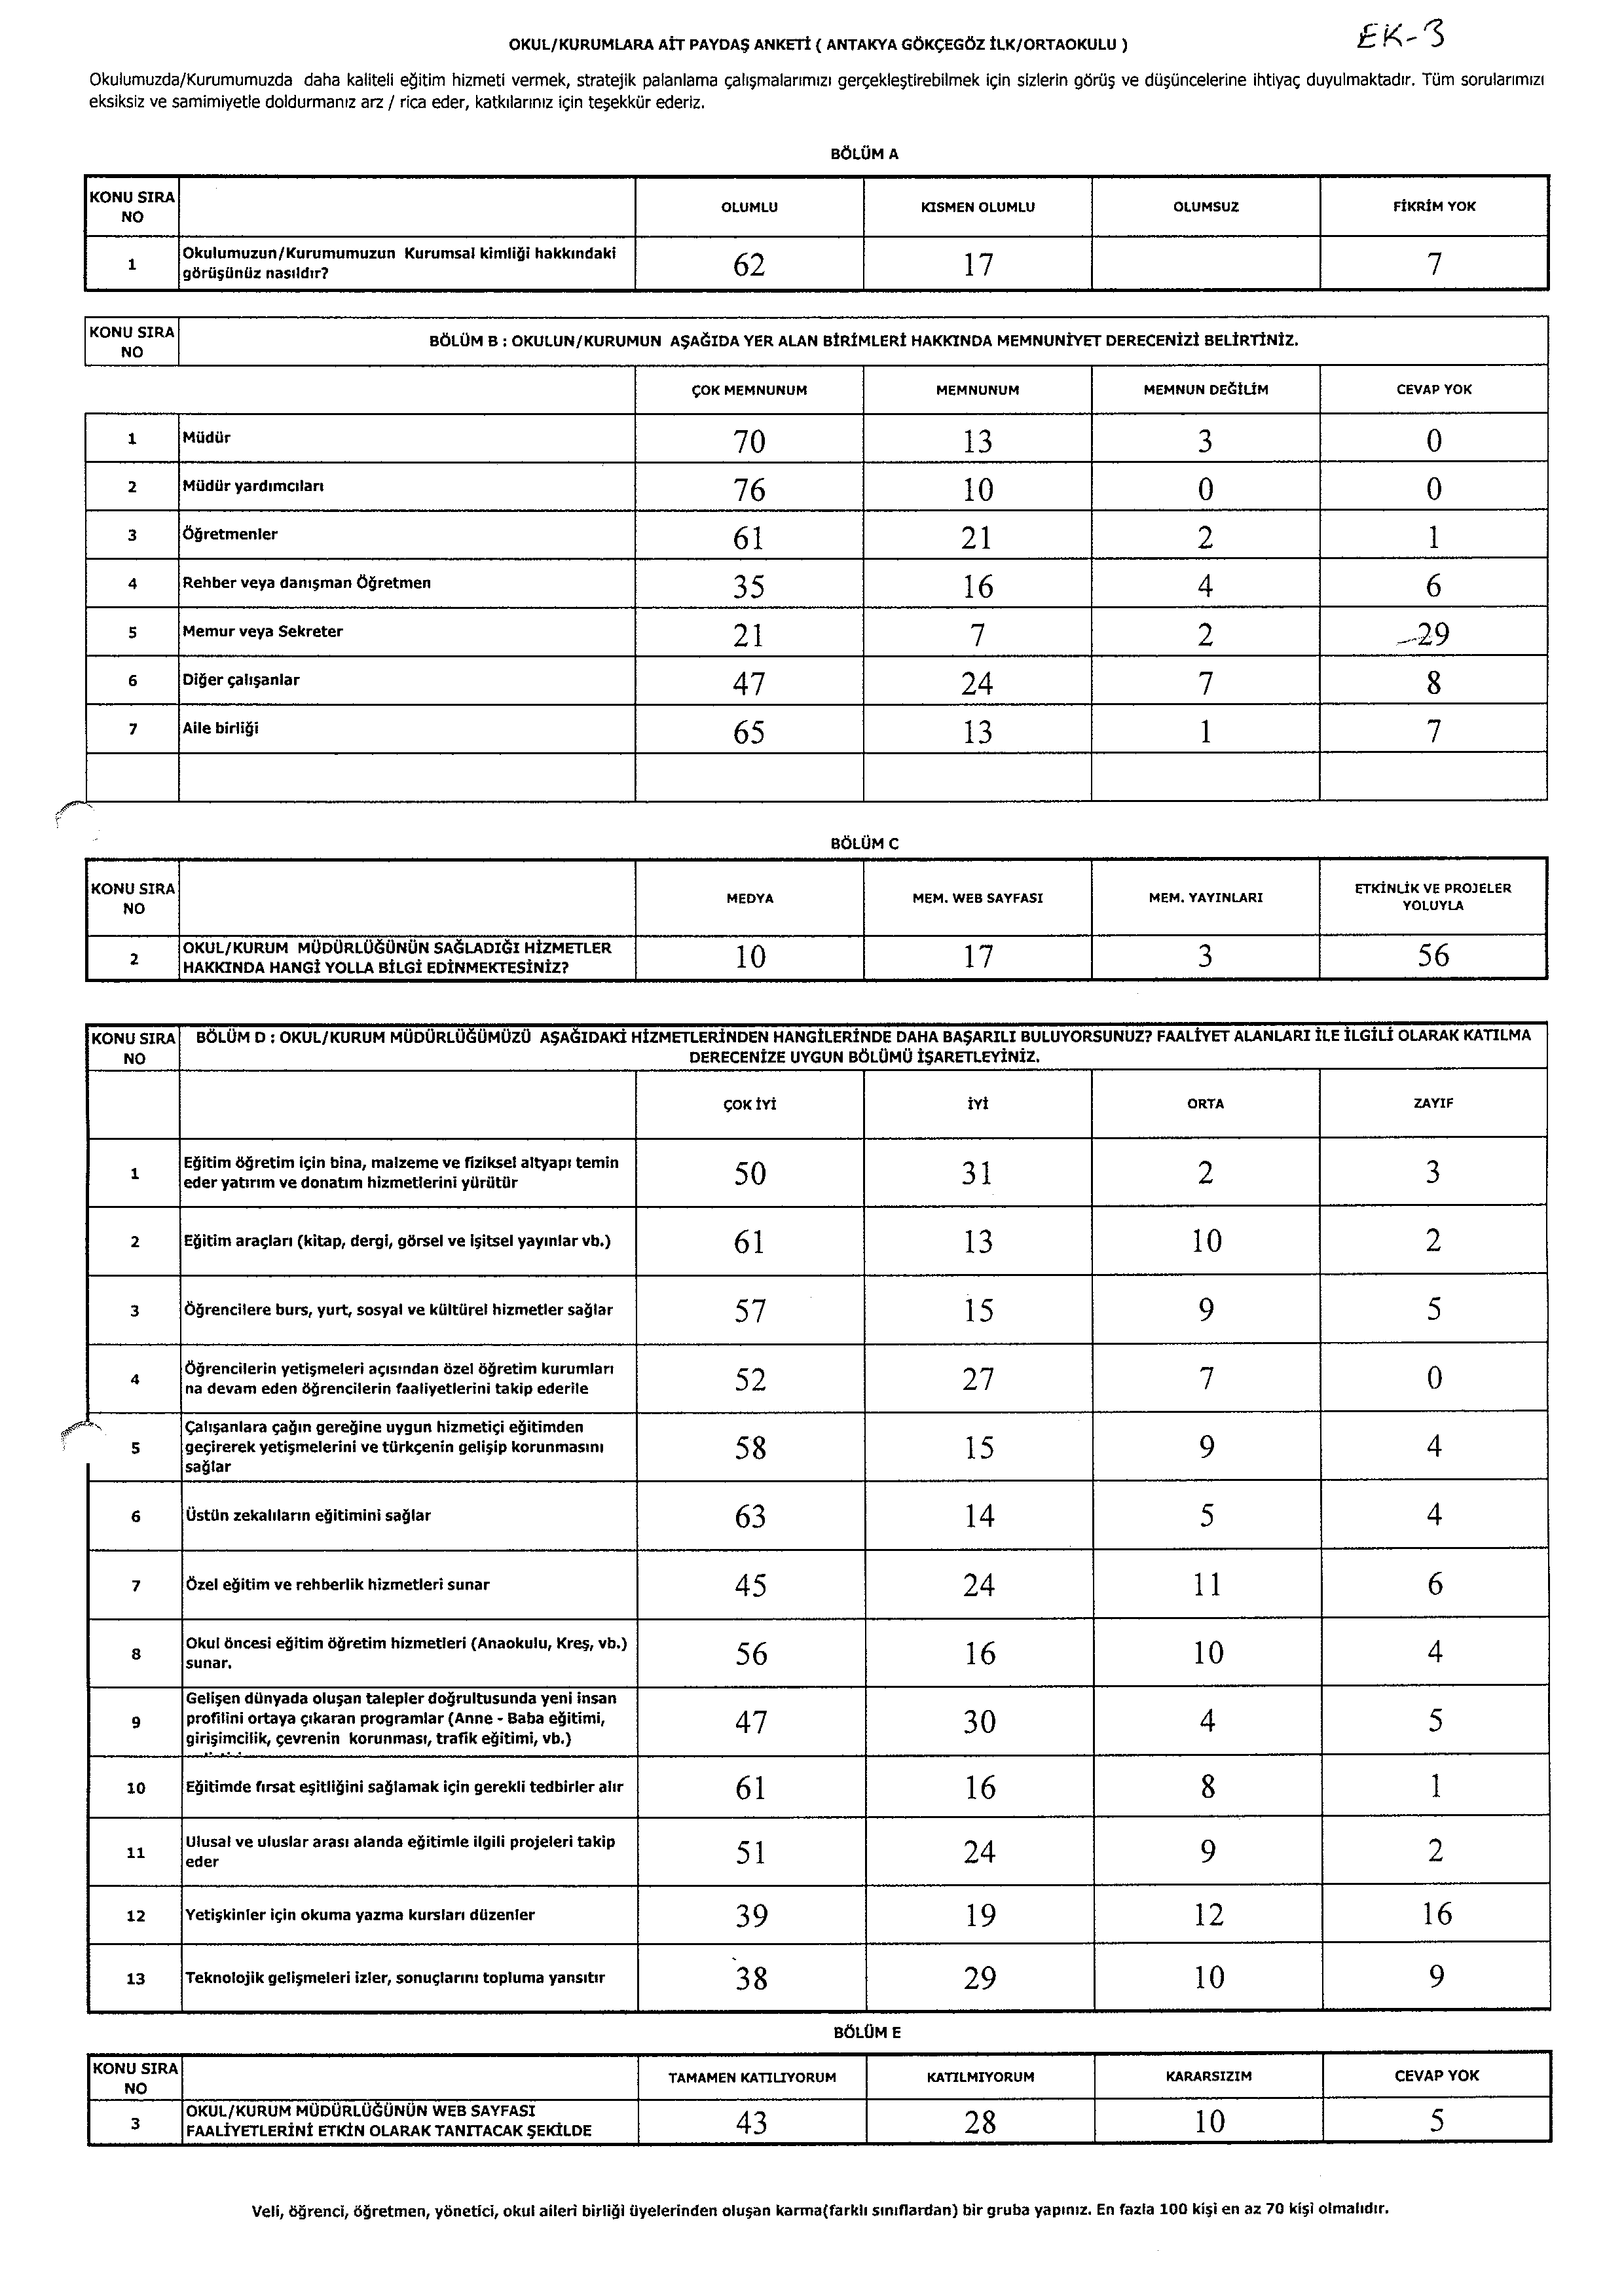 EK-3
OKUL/KURUMLARA AİT PAYDAŞ ANKETİ ( ANTAKYA GÖKÇEGÖZ İLK/ORTAOKULU )
Okulumuzda/Kurumumuzda daha kaliteli eğitim hizmeti vermek, stratejik palanlama çalışmalarımızı gerçekleştirebilmek için sizlerin görüş ve düşüncelerine ihtiyaç duyulmaktadır. Tüm sorularımızı
eksiksiz ve samimiyetle doldurmanız arz / rica eder, katkılarınız için teşekkür ederiz.
BÖLÜM A
KONU SIRA
NO
OLUMLU KISMEN OLUMLU OLUMSUZ FİKRİM YOK
1 Okulumuzun/Kurumumuzun Kurumsal kimliği hakkındaki
görüşünüz nasıldır?
62 17 7
KONU SIRA
NO
BÖLÜM B : OKULUN/KURUMUN AŞAĞIDA YER ALAN BİRİMLERİ HAKKINDA MEMNUNİYET DERECENİZİ BELİRTİNİZ.
ÇOK MEMNUNUM MEMNUNUM MEMNUN DEĞİLİM CEVAP YOK
1 Müdür 70 13 3 0
2 Müdür yardımcıları 76 10 0 0
3 Öğretmenler 61 21 2 1
4 Rehber veya danışman Öğretmen 35 16 4 6
5 Memur veya Sekreter 21 7 2 29
6 Diğer çalışanlar 47 24 7 8
7 Aile birliği 65 13 1 7
BÖLÜM C
KONU SIRA
NO
MEDYA MEM. WEB SAYFASI MEM. YAYINLARI ETKİNLİK VE PROJELER
YOLUYLA
2 OKUL/KURUM MÜDÜRLÜĞÜNÜN SAĞLADIĞI HİZMETLER
HAKKINDA HANGİ YOLLA BİLGİ EDİNMEKTESİNİZ?
10 17 3 56
KONU SIRA
NO
BÖLÜM D : OKUL/KURUM MÜDÜRLÜĞÜMÜZÜ AŞAĞIDAKİ HİZMETLERİNDEN HANGİLERİNDE DAHA BAŞARILI BULUYORSUNUZ? FAALİYET ALANLARI İLE İLGİLİ OLARAK KATILMA
DERECENİZE UYGUN BÖLÜMÜ İŞARETLEYİNİZ.
ÇOK İYİ İYİ ORTA ZAYIF
1 Eğitim öğretim için bina, malzeme ve fiziksel altyapı temin
eder yatırım ve donatım hizmetlerini yürütür
50 31 2 3
2 Eğitim araçları (kitap, dergi, görsel ve işitsel yayınlar vb.) 61 13 10 2
3 Öğrencilere burs, yurt, sosyal ve kültürel hizmetler sağlar 57 15 9 5
4 Öğrencilerin yetişmeleri açısından özel öğretim kurumları
na devam eden öğrencilerin faaliyetlerini takip ederile
52 27 7 0
5 Çalışanlara çağın gereğine uygun hizmetiçi eğitimden
geçirerek yetişmelerini ve türkçenin gelişip korunmasını
sağlar
58 15 9 4
6 Üstün zekalıların eğitimini sağlar 63 14 5 4
7 Özel eğitim ve rehberlik hizmetleri sunar 45 24 11 6
8 Okul öncesi eğitim öğretim hizmetleri (Anaokulu, Kreş, vb.)
sunar.
56 16 10 4
9 Gelişen dünyada oluşan talepler doğrultusunda yeni insan
profilini ortaya çıkaran programlar (Anne - Baba eğitimi,
girişimcilik, çevrenin korunması, trafik eğitimi, vb.)
47 30 4 5
10 Eğitimde fırsat eşitliğini sağlamak için gerekli tedbirler alır 61 16 8 1
11 Ulusal ve uluslar arası alanda eğitimle ilgili projeleri takip
eder
51 24 9 2
12 Yetişkinler için okuma yazma kursları düzenler 39 19 12 16
13 Teknolojik gelişmeleri izler, sonuçlarını topluma yansıtır 38 29 10 9
BÖLÜM E
KONU SIRA
NO
TAMAMEN KATILIYORUM KATILMIYORUM KARARSIZIM CEVAP YOK
3 OKUL/KURUM MÜDÜRLÜĞÜNÜN WEB SAYFASI
FAALİYETLERİNİ ETKİN OLARAK TANITACAK ŞEKİLDE
43 28 10 5
Veli, öğrenci, öğretmen, yönetici, okul aileri birliği üyelerinden oluşan karma(farklı sınıflardan) bir gruba yapınız. En fazla 100 kişi en az 70 kişi olmalıdır.